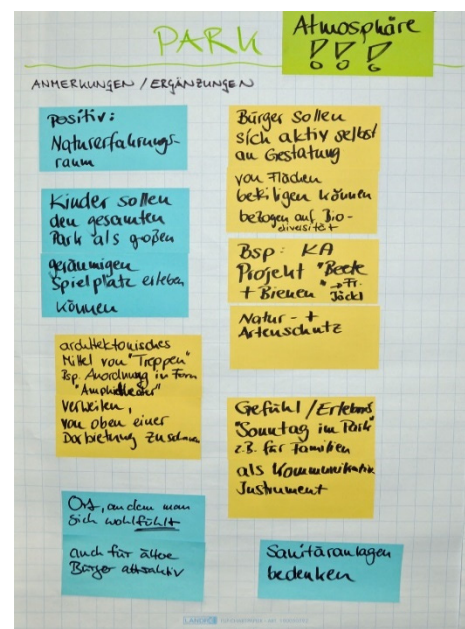 PARK
Atmosphäre
!!!
ANMERKUNGEN / ERGÄNZUNGEN
Positiv:
Naturerfahrungs-
raum
Kinder sollen
den gesamten
Park als großen
geräumigen
Spielplatz erleben
können
architektonisches
Mittel von "Treppen"
Bsp. Anordnung in Form
"Amphitheater"
verweilen,
von oben einer
Darbietung zuschauen
Ort, an dem man
sich wohlfühlt
auch für ältere
Bürger attraktiv
Bürger sollen
sich aktiv selbst
an Gestatung
von Flächen
beteiligen können
bezogen auf Bio-
diversität
Bsp: KA
Projekt "Beete
+ Bienen" → Fr.
Jäckl
Natur- +
Artenschutz
Gefühl / Erlebnis
"Sonntag im Park"
z.B. für Familien
als Kommunikativ.
Instrument
Sanitäranlagen
bedenken